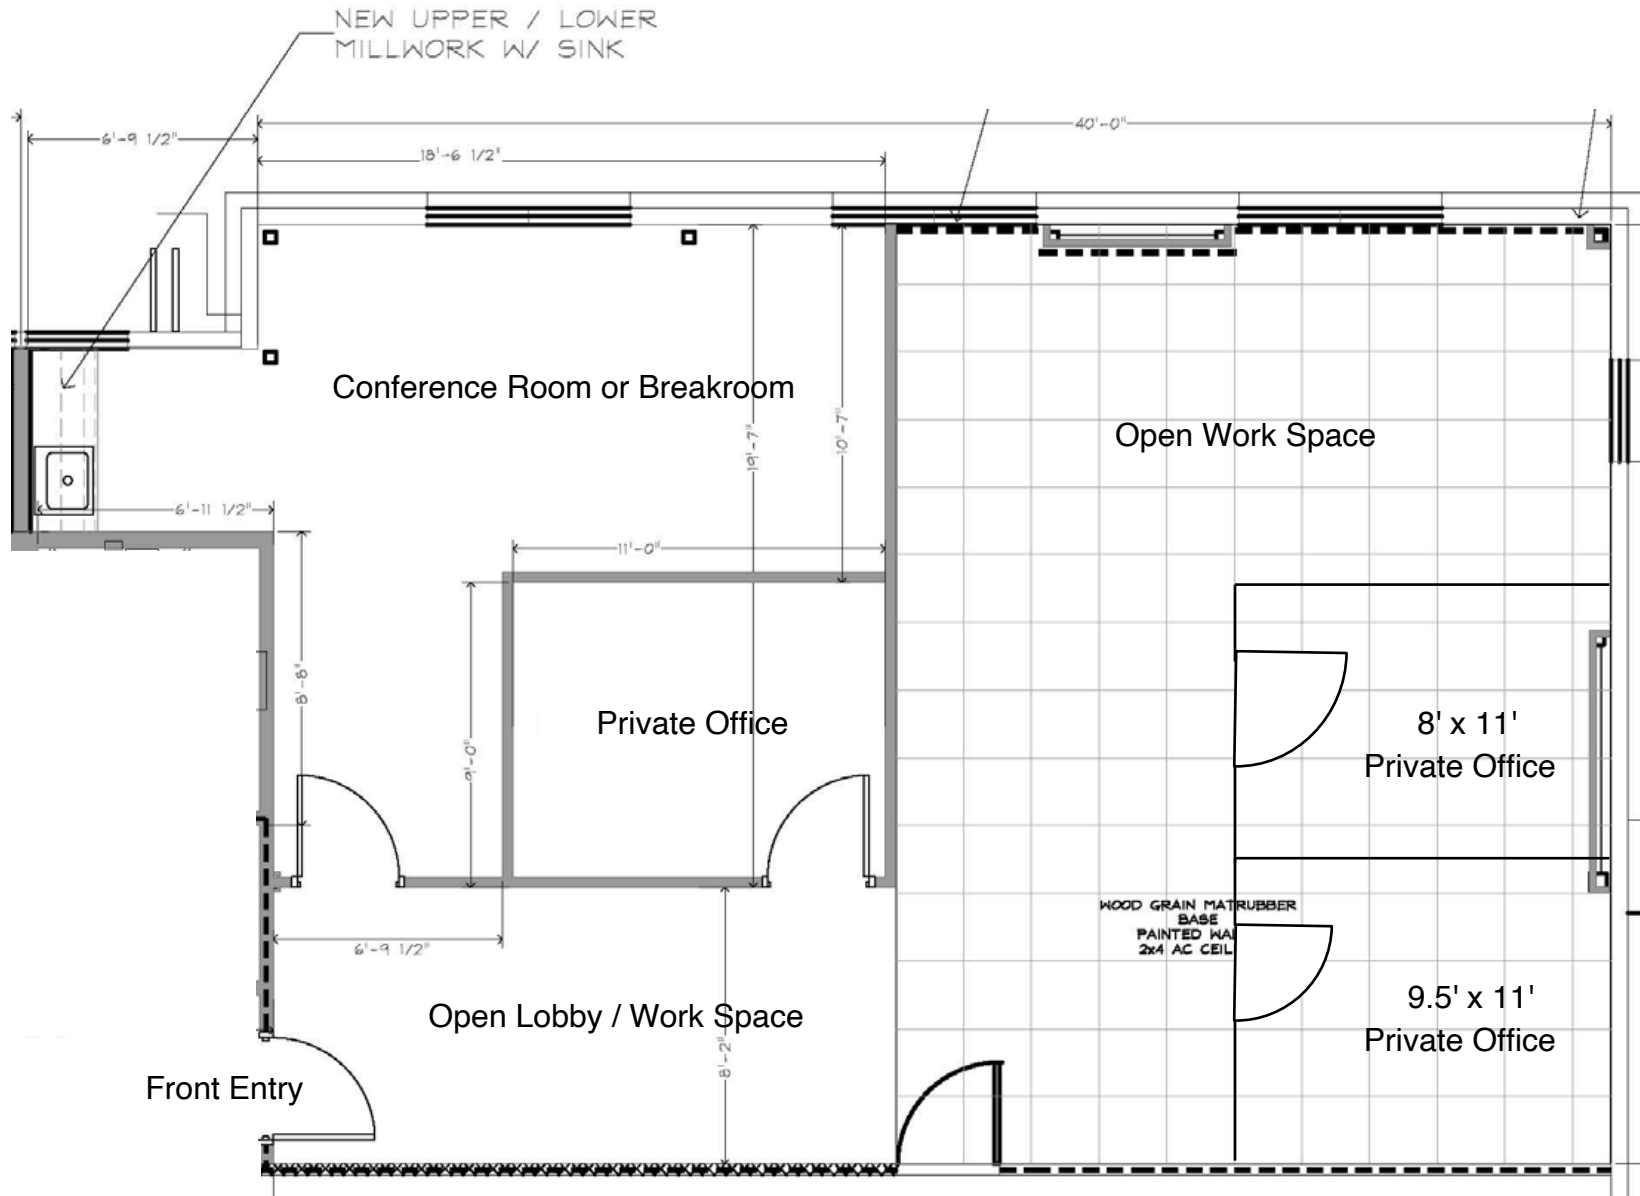 NEW UPPER / LOWER
MILLWORK W/ SINK
40'-0"
6'-9 1/2"
18'-6 1/2"
Conference Room or Breakroom
Open Work Space
19'-7"
10'-7"
6'-11 1/2"
11'-0"
8'-8"
9'-0"
Private Office
8' x 11'
Private Office
WOOD GRAIN MATRUBBER
BASE
PAINTED WAL
2x4 AC CEIL
6'-9 1/2"
Open Lobby / Work Space
9.5' x 11'
Private Office
8'-2"
Front Entry